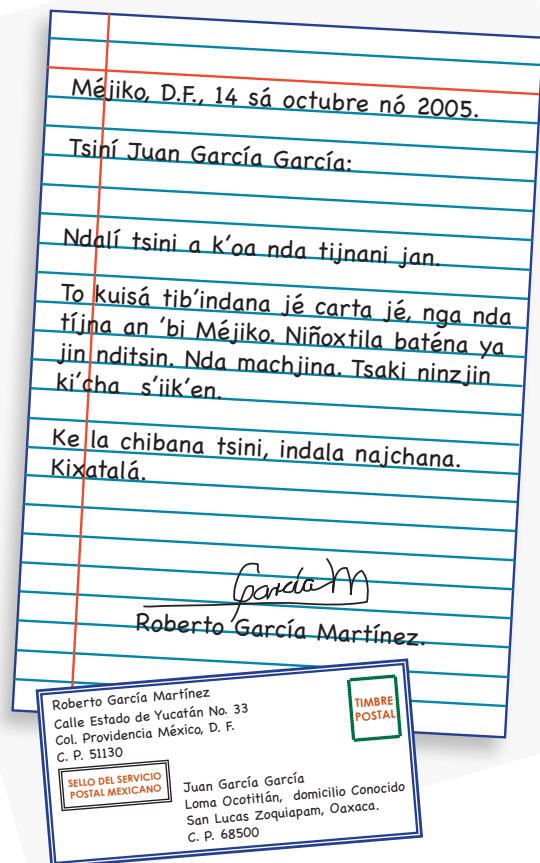 Méjiko, D.F., 14 sá octubre nó 2005.
Tsiní Juan García García:
Ndalí tsini a k’oa nda tijnani jan.
To kuisá tib’indana jé carta jé, nga nda
tíjna an ’bi Méjiko. Niñoxtila baténa ya
jin nditsin. Nda machjina. Tsaki ninzjin
ki’cha s’iik’en.
Ke la chibana tsini, indala najchana.
Kixatalá.
García M
Roberto García Martínez.
Roberto García Martínez
Calle Estado de Yucatán No. 33
Col. Providencia México, D. F.
C. P. 51130
TIMBRE
POSTAL
SELLO DEL SERVICIO
POSTAL MEXICANO
Juan García García
Loma Ocotitlán, domicilio Conocido
San Lucas Zoquiapam, Oaxaca.
C. P. 68500